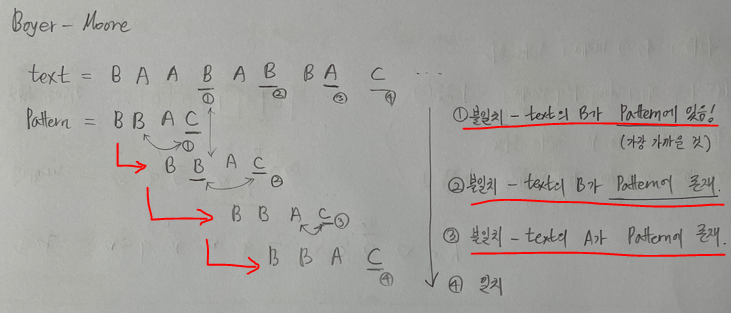 Boyer - Moore
text = B A A B A B B A C ...
① ② ③ ④
Pattern = B B A C
①
B B A C
②
B B A C ③
B B A C
④
① 불일치 - text의 B가 Pattern에 있음!
(가장 가까운 것)
② 불일치 - text의 B가 Pattern에 존재.
③ 불일치 - text의 A가 Pattern에 존재.
④ 일치